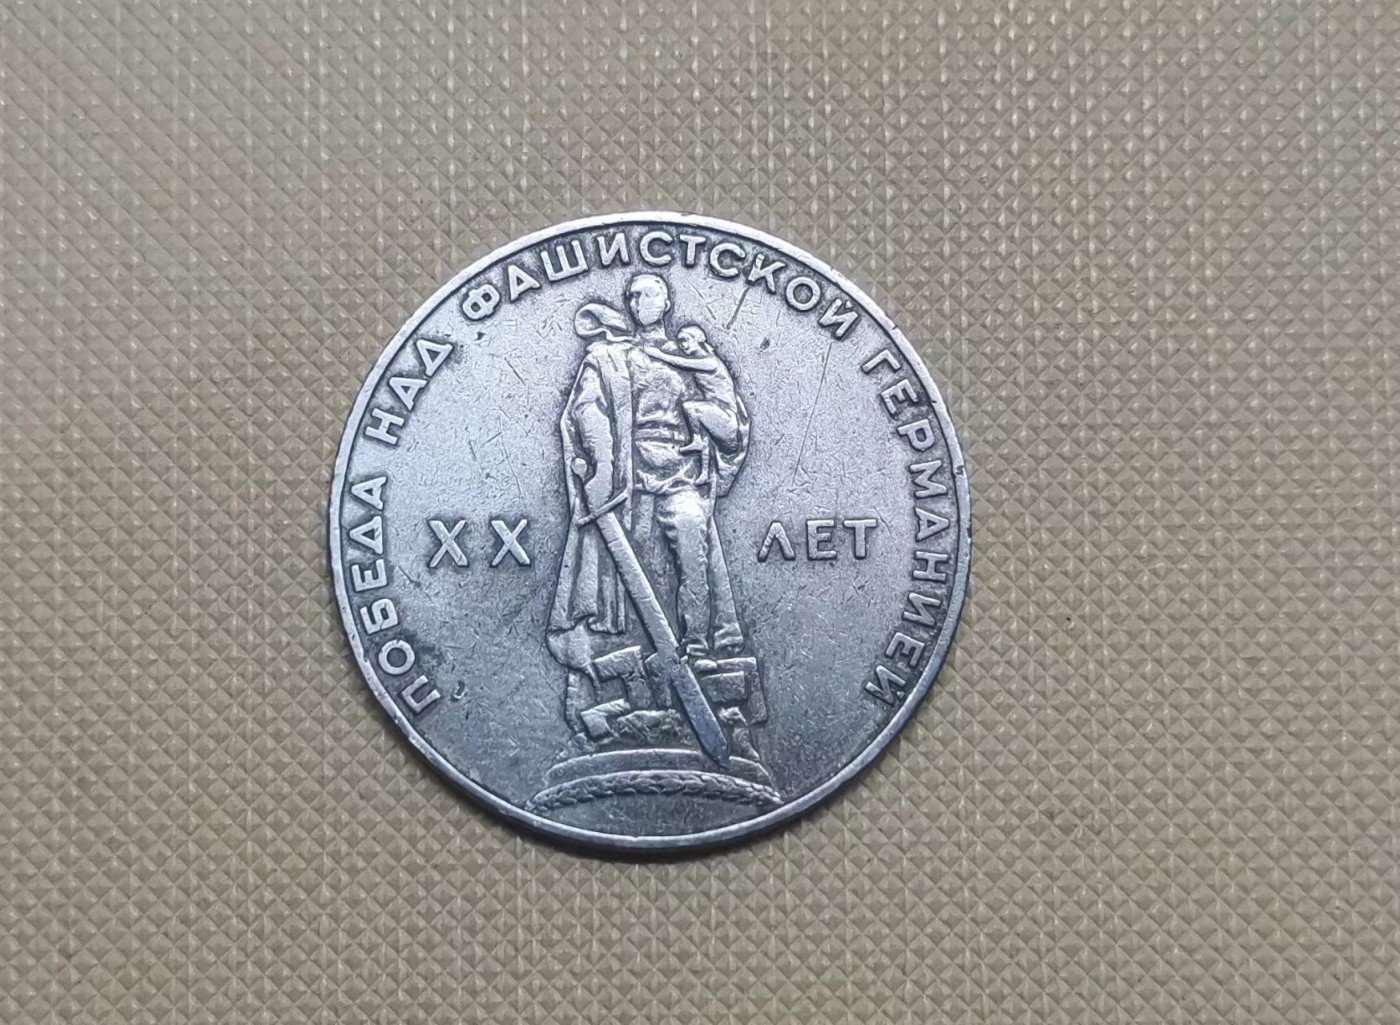 ПОБЕДА НАД ФАШИСТСКОЙ ГЕРМАНИЕЙ
XX ЛЕТ